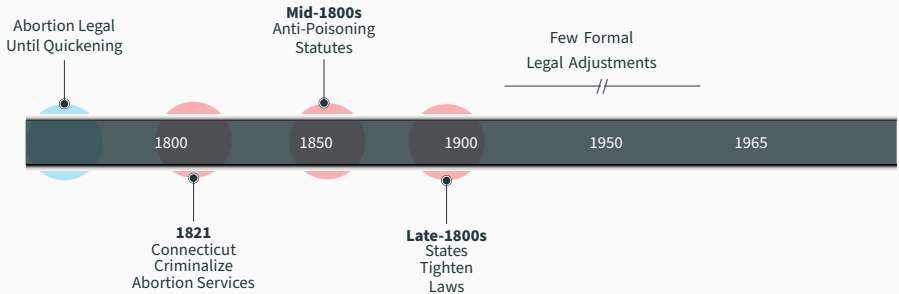 Abortion Legal
Until Quickening
Mid-1800s
Anti-Poisoning
Statutes
Few Formal
Legal Adjustments
1800
1850
1900
1950
1965
1821
Connecticut
Criminalize
Abortion Services
Late-1800s
States
Tighten
Laws